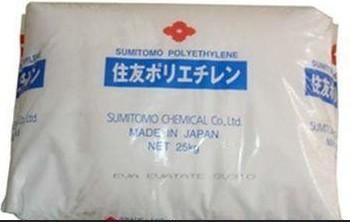 SUMITOMO POLYETHYLENE
住友ポリエチレン
SUMITOMO CHEMICAL Co., Ltd.
MADE IN JAPAN
NET 25kg